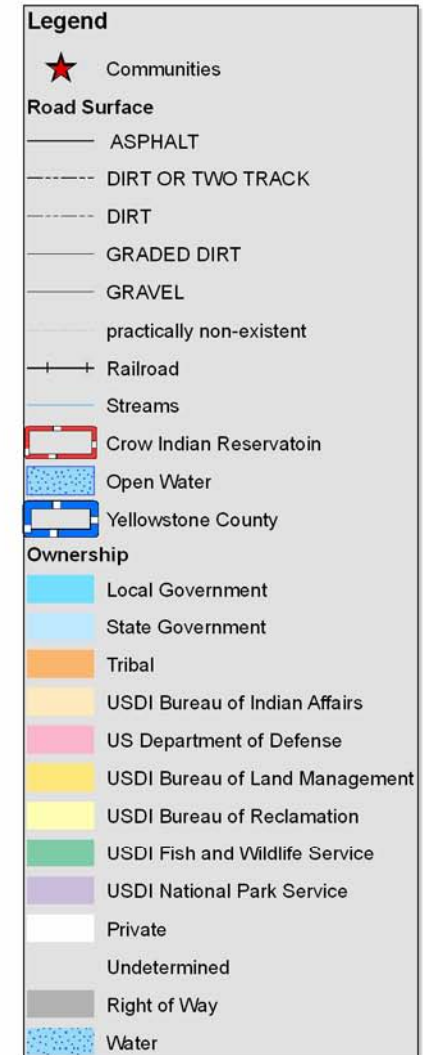 Legend
Communities
Road Surface
ASPHALT
DIRT OR TWO TRACK
DIRT
GRADED DIRT
GRAVEL
practically non-existent
Railroad
Streams
Crow Indian Reservatoin
Open Water
Yellowstone County
Ownership
Local Government
State Government
Tribal
USDI Bureau of Indian Affairs
US Department of Defense
USDI Bureau of Land Management
USDI Bureau of Reclamation
USDI Fish and Wildlife Service
USDI National Park Service
Private
Undetermined
Right of Way
Water